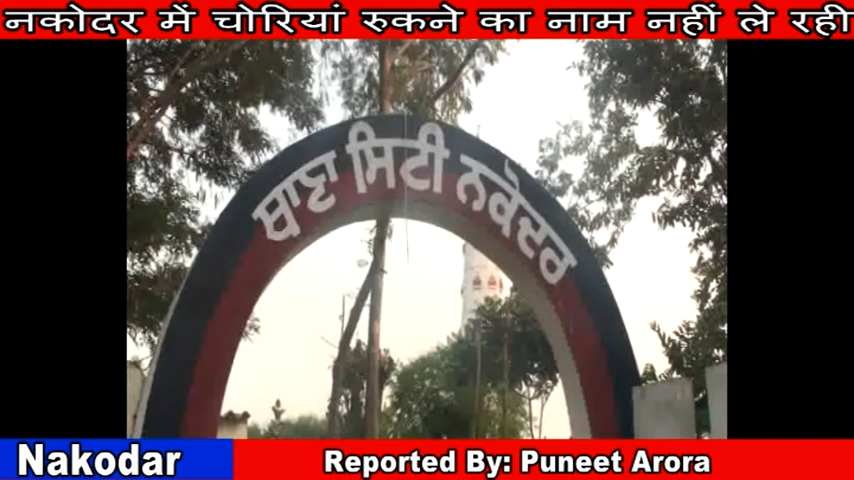 नकोदर में चोरियां रुकने का नाम नहीं ले रही
ਥਾਣਾ ਸਿਟੀ ਨਕੋਦਰ
Nakodar
Reported By: Puneet Arora